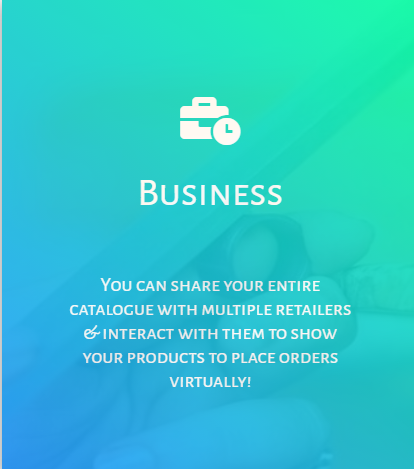 Business
You can share your entire
catalogue with multiple retailers
& interact with them to show
your products to place orders
virtually!